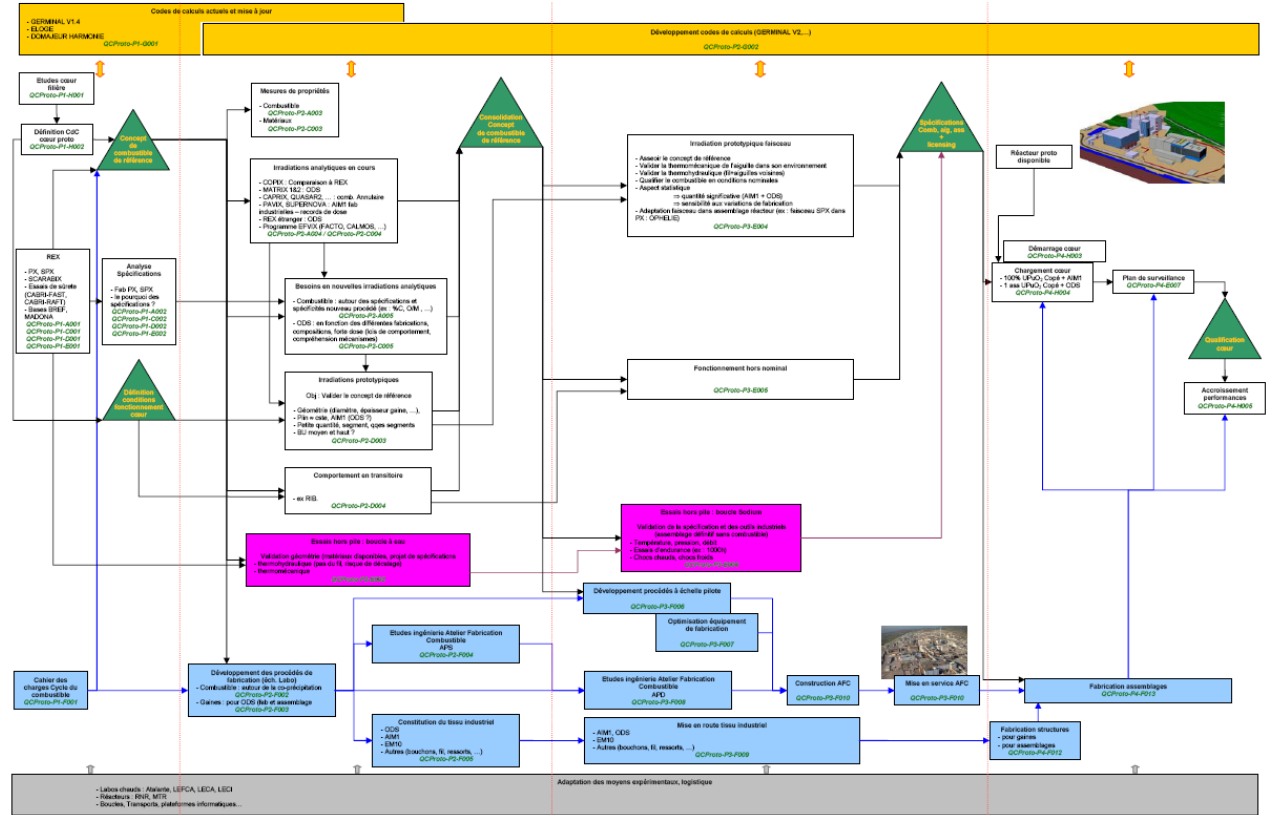 Codes de calculs actuels et mise à jour
- GERMINAL V1.4
- ELOGE
- DOMAJEUR HARMONIE
QCProto-P1-G001
Développement codes de calculs (GERMINAL V2,...)
QCProto-P2-G002
Etudes cœur
filière
QCProto-P1-H001
Définition CdC
cœur proto
QCProto-P1-H002
Concept
de combustible
de référence
Mesures de propriétés
- Combustible
QCProto-P2-A003
- Matériaux
QCProto-P2-C003
Consolidation
Concept
de combustible
de référence
Spécifications
Comb, aig, ass
+
licensing
Irradiations analytiques en cours
- COPIX : Comparaison à REX
- MATRIX 1&2 : ODS
- CAPRIX, QUASAR2, ... : comb. Annulaire
- PAVIX, SUPERNOVA : AIM1 fab
industrielles – records de dose
- REX étranger : ODS
- Programme EFVIX (FACTO, CALMOS, ...)
QCProto-P2-A004 / QCProto-P2-C004
Irradiation prototypique faisceau
- Asseoir le concept de référence
- Valider la thermomécanique de l'aiguille dans son environnement
- Valider la thermohydraulique (fil+aiguilles voisines)
- Qualifier le combustible en conditions nominales
- Aspect statistique
⇒ quantité significative (AIM1 + ODS)
⇒ sensibilité aux variations de fabrication
- Adaptation faisceau dans assemblage réacteur (ex : faisceau SPX dans
PX : OPHELIE)
QCProto-P3-E004
Réacteur proto
disponible
Démarrage cœur
QCProto-P4-H003
Chargement cœur
- 100% UPuO₂ Copé + AIM1
- 1 ass UPuO₂ Copé + ODS
QCProto-P4-H004
Plan de surveillance
QCProto-P4-E007
Qualification
cœur
Accroissement
performances
QCProto-P4-H005
REX
- PX, SPX
- SCARABIX
- Essais de sûreté
(CABRI-FAST,
CABRI-RAFT)
- Bases BREF,
MADONA
QCProto-P1-A001
QCProto-P1-C001
QCProto-P1-D001
QCProto-P1-E001
Analyse
Spécifications
- Fab PX, SPX
- le pourquoi des
spécifications ?
QCProto-P1-A002
QCProto-P1-C002
QCProto-P1-D002
QCProto-P1-E002
Besoins en nouvelles irradiations analytiques
- Combustible : autour des spécifications et
spécificités nouveau procédé (ex : %C, O/M , ...)
QCProto-P2-A005
- ODS : en fonction des différentes fabrications,
compositions, forte dose (lois de comportement,
compréhension mécanismes)
QCProto-P2-C005
Définition
conditions
fonctionnement
cœur
Irradiations prototypiques
Obj : Valider le concept de référence
- Géométrie (diamètre, épaisseur gaine, ...),
- Plin = cste, AIM1 (ODS ?)
- Petite quantité, segment, qqes segments
- BU moyen et haut ?
QCProto-P2-D003
Fonctionnement hors nominal
QCProto-P3-E005
Comportement en transitoire
- ex RIB.
QCProto-P2-D004
Essais hors pile : boucle à eau
Validation géométrie (matériaux disponibles, projet de spécifications
- thermohydraulique (pas du fil, risque de décalage)
- thermomécanique
Essais hors pile : boucle Sodium
Validation de la spécification et des outils industriels
(assemblage définitif sans combustible)
- Température, pression, débit
- Essais d'endurance (ex : 1000h)
- Chocs chauds, chocs froids
Développement procédés à échelle pilote
QCProto-P3-F006
Optimisation équipement
de fabrication
QCProto-P3-F007
Cahier des
charges Cycle du
combustible
QCProto-P1-F001
Développement des procédés de
fabrication (éch. Labo)
- Combustible : autour de la co-précipitation
QCProto-P2-F002
- Gaines : pour ODS (fab et assemblage)
QCProto-P2-F003
Etudes ingénierie Atelier Fabrication
Combustible
APS
QCProto-P2-F004
Etudes ingénierie Atelier Fabrication
Combustible
APD
QCProto-P3-F008
Construction AFC
QCProto-P3-F010
Mise en service AFC
QCProto-P3-F010
Fabrication assemblages
QCProto-P4-F013
Constitution du tissu industriel
- ODS
- AIM1
- EM10
- Autres (bouchons, fil, ressorts, ...)
QCProto-P2-F005
Mise en route tissu industriel
- AIM1, ODS
- EM10
- Autres (bouchons, fil, ressorts, ...)
QCProto-P3-F009
Fabrication structures
- pour gaines
- pour assemblages
QCProto-P4-F012
Adaptation des moyens expérimentaux, logistique
- Labos chauds : Atalante, LEFCA, LECA, LECI
- Réacteurs : RNR, MTR
- Boucles, Transports, plateformes informatiques...